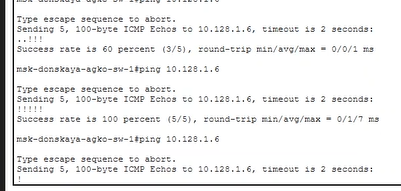 Type escape sequence to abort.
Sending 5, 100-byte ICMP Echos to 10.128.1.6, timeout is 2 seconds:
..!!!
Success rate is 60 percent (3/5), round-trip min/avg/max = 0/0/1 ms
msk-donskaya-agko-sw-1#ping 10.128.1.6
Type escape sequence to abort.
Sending 5, 100-byte ICMP Echos to 10.128.1.6, timeout is 2 seconds:
!!!!!
Success rate is 100 percent (5/5), round-trip min/avg/max = 0/1/7 ms
msk-donskaya-agko-sw-1#ping 10.128.1.6
Type escape sequence to abort.
Sending 5, 100-byte ICMP Echos to 10.128.1.6, timeout is 2 seconds:
!